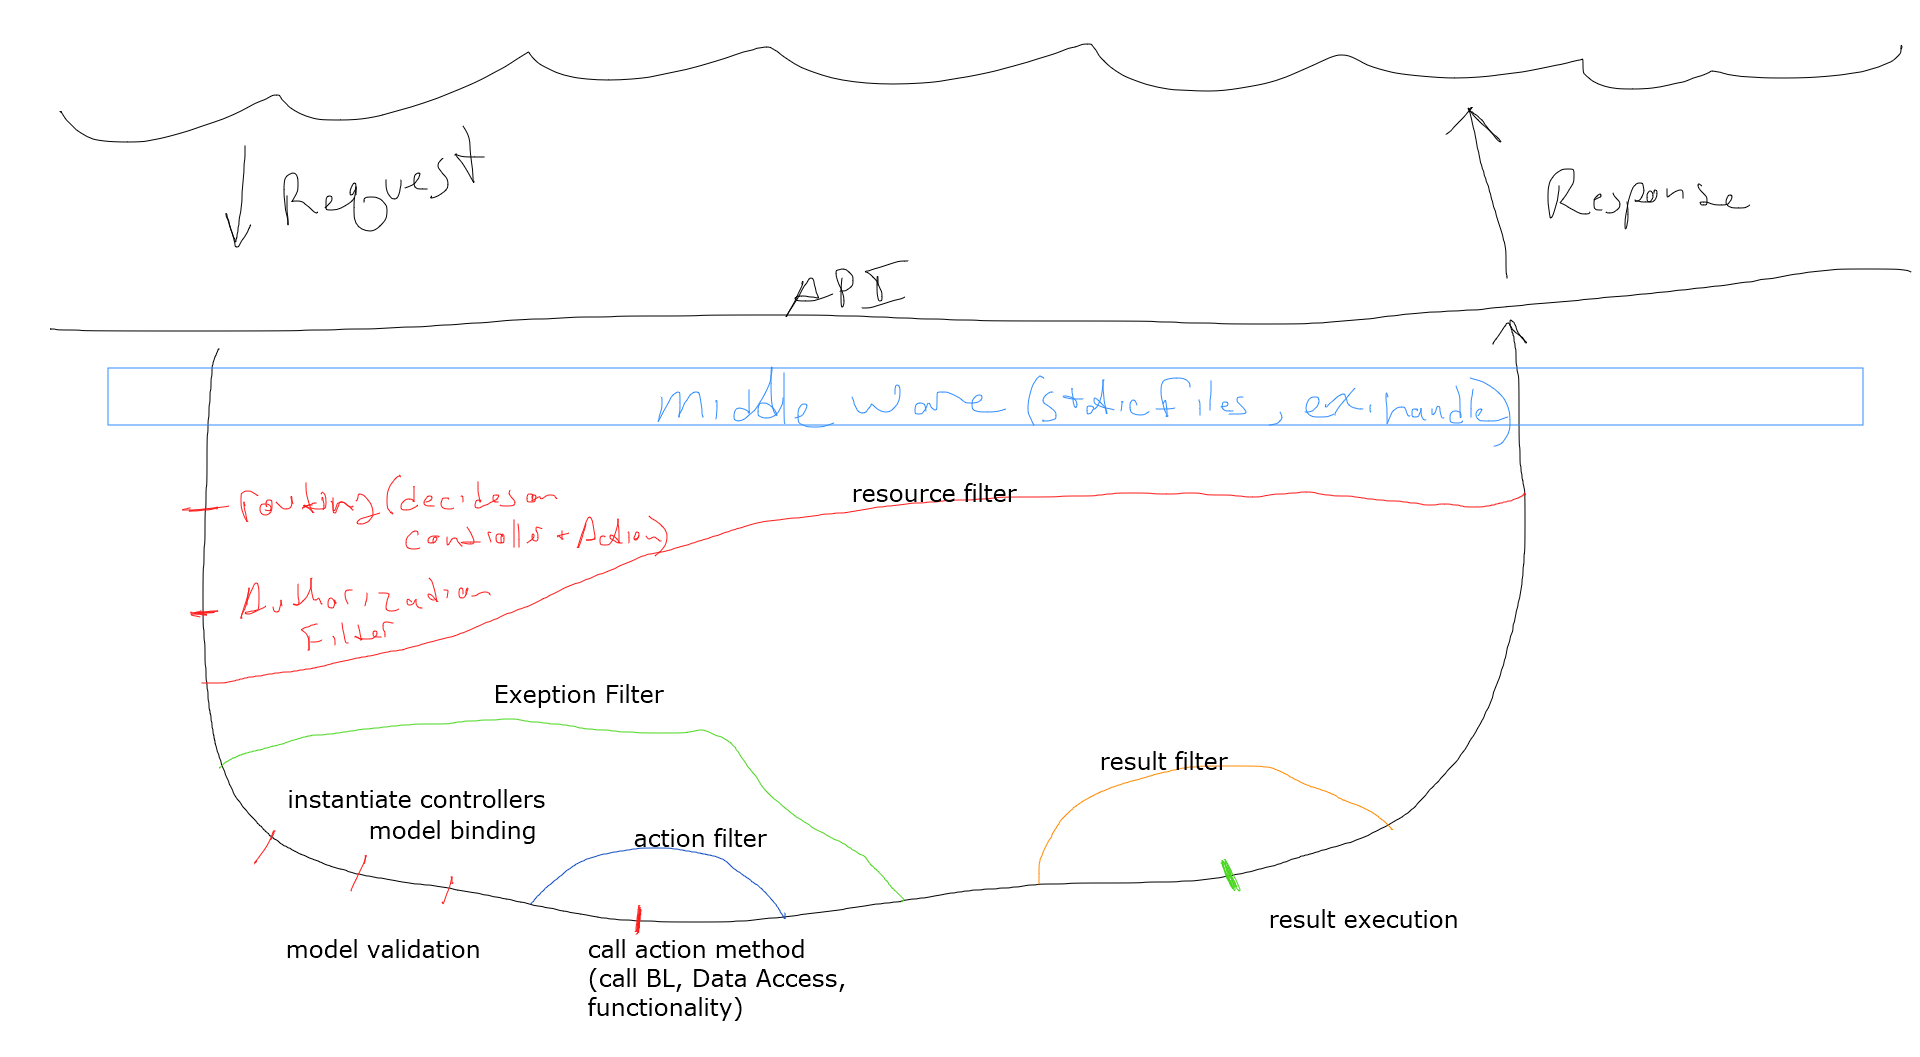 Request
Response
API
Middle Ware (staticFiles, ex.handle)
routing (decides on
controller + Action)
resource filter
Authorization
Filter
Exeption Filter
result filter
instantiate controllers
model binding
action filter
result execution
model validation
call action method
(call BL, Data Access,
functionality)